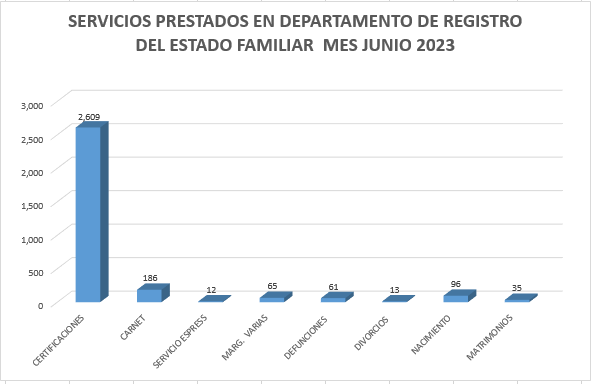 SERVICIOS PRESTADOS EN DEPARTAMENTO DE REGISTRO
DEL ESTADO FAMILIAR MES JUNIO 2023
3,000
2,500
2,000
1,500
1,000
500
0
2,609
186
12
65
61
13
96
35
CERTIFICACIONES
CARNET
SERVICIO ESPRESS
MARG. VARIAS
DEFUNCIONES
DIVORCIOS
NACIMIENTO
MATRIMONIOS